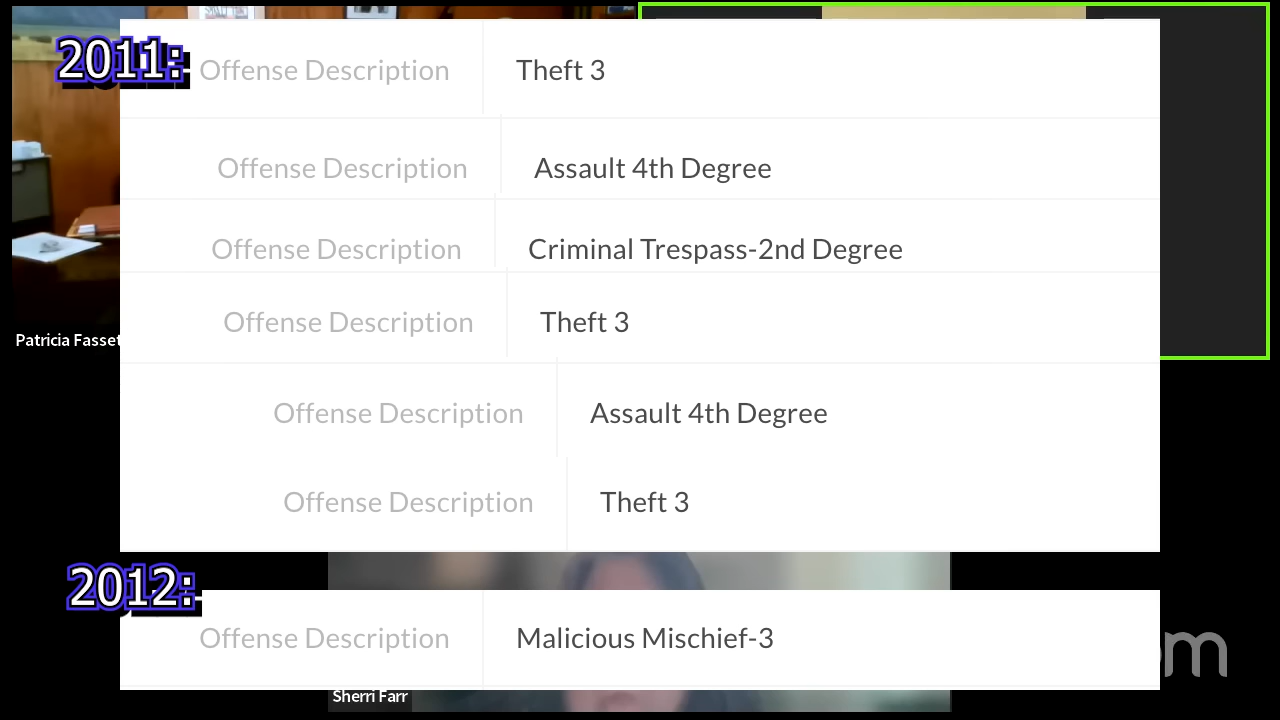 2011:
Offense Description Theft 3
Offense Description Assault 4th Degree
Offense Description Criminal Trespass-2nd Degree
Offense Description Theft 3
Offense Description Assault 4th Degree
Offense Description Theft 3
Patricia Fasset
2012:
Offense Description Malicious Mischief-3
om
Sherri Farr